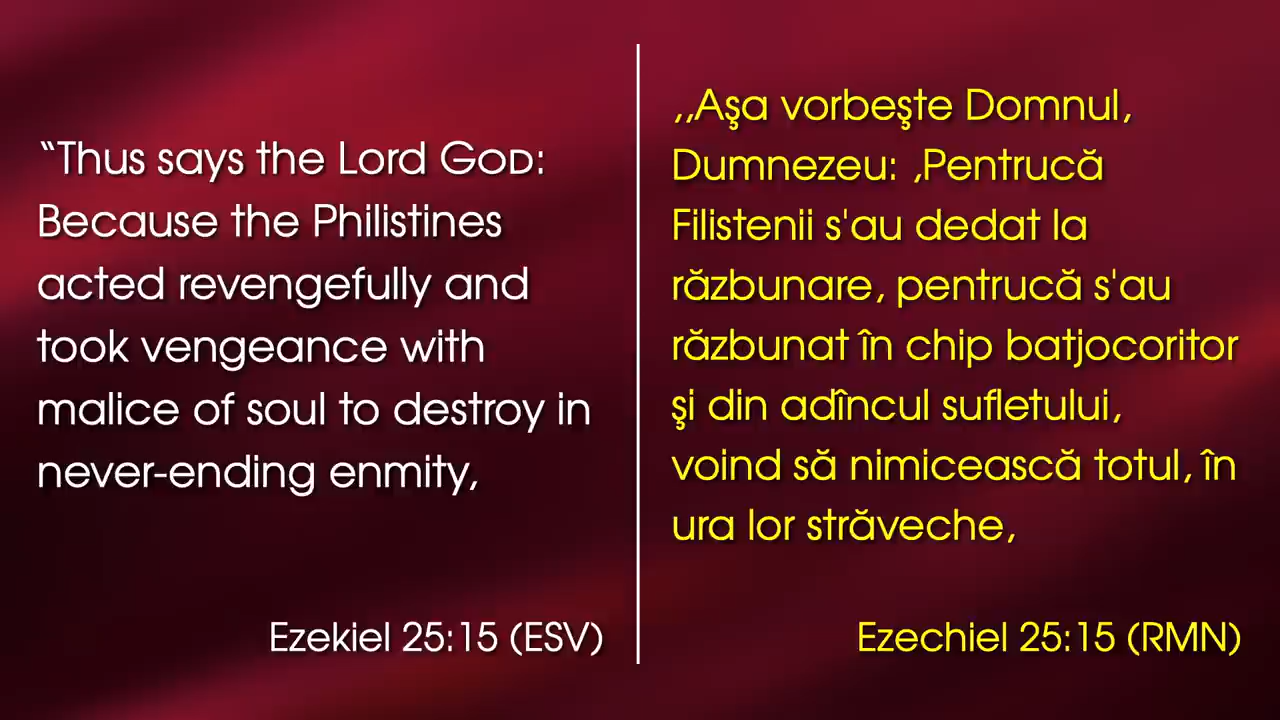 “Thus says the Lord GOD:
Because the Philistines
acted revengefully and
took vengeance with
malice of soul to destroy in
never-ending enmity,
Ezekiel 25:15 (ESV)
,,Aşa vorbeşte Domnul,
Dumnezeu: ,Pentrucă
Filistenii s'au dedat la
răzbunare, pentrucă s'au
răzbunat în chip batjocoritor
şi din adîncul sufletului,
voind să nimicească totul, în
ura lor străveche,
Ezechiel 25:15 (RMN)